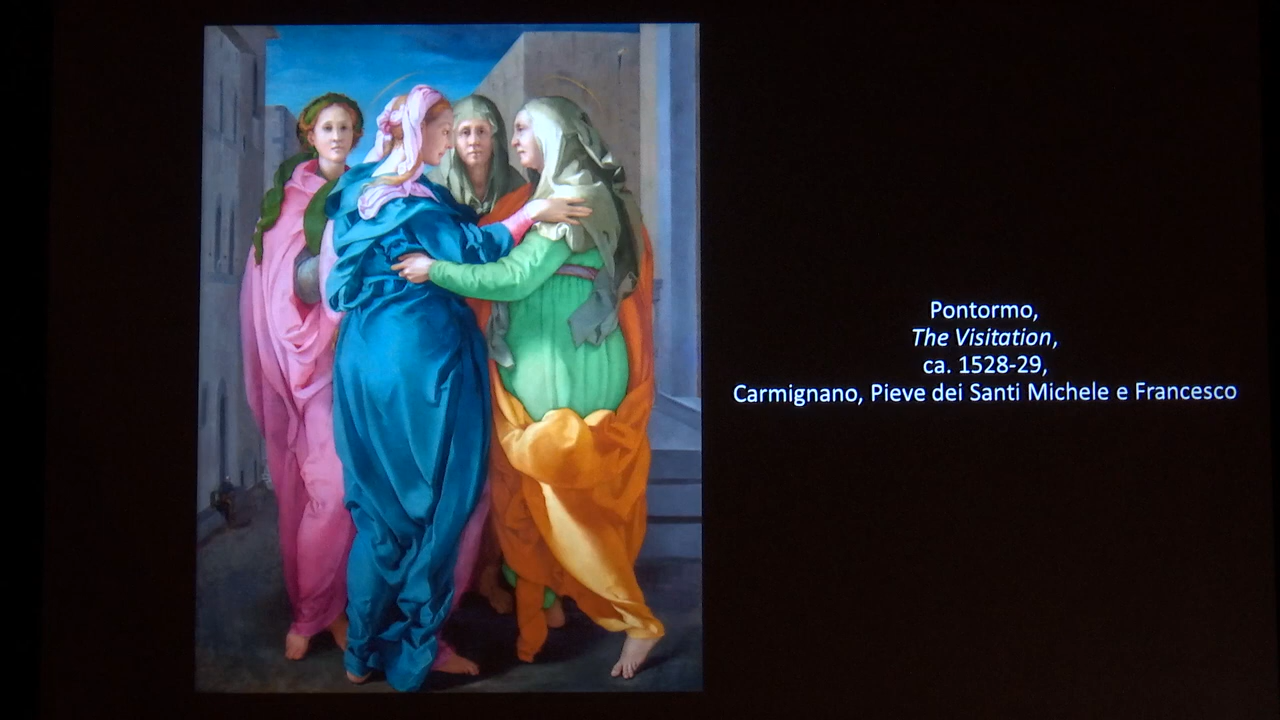 Pontormo,
The Visitation,
ca. 1528-29,
Carmignano, Pieve dei Santi Michele e Francesco